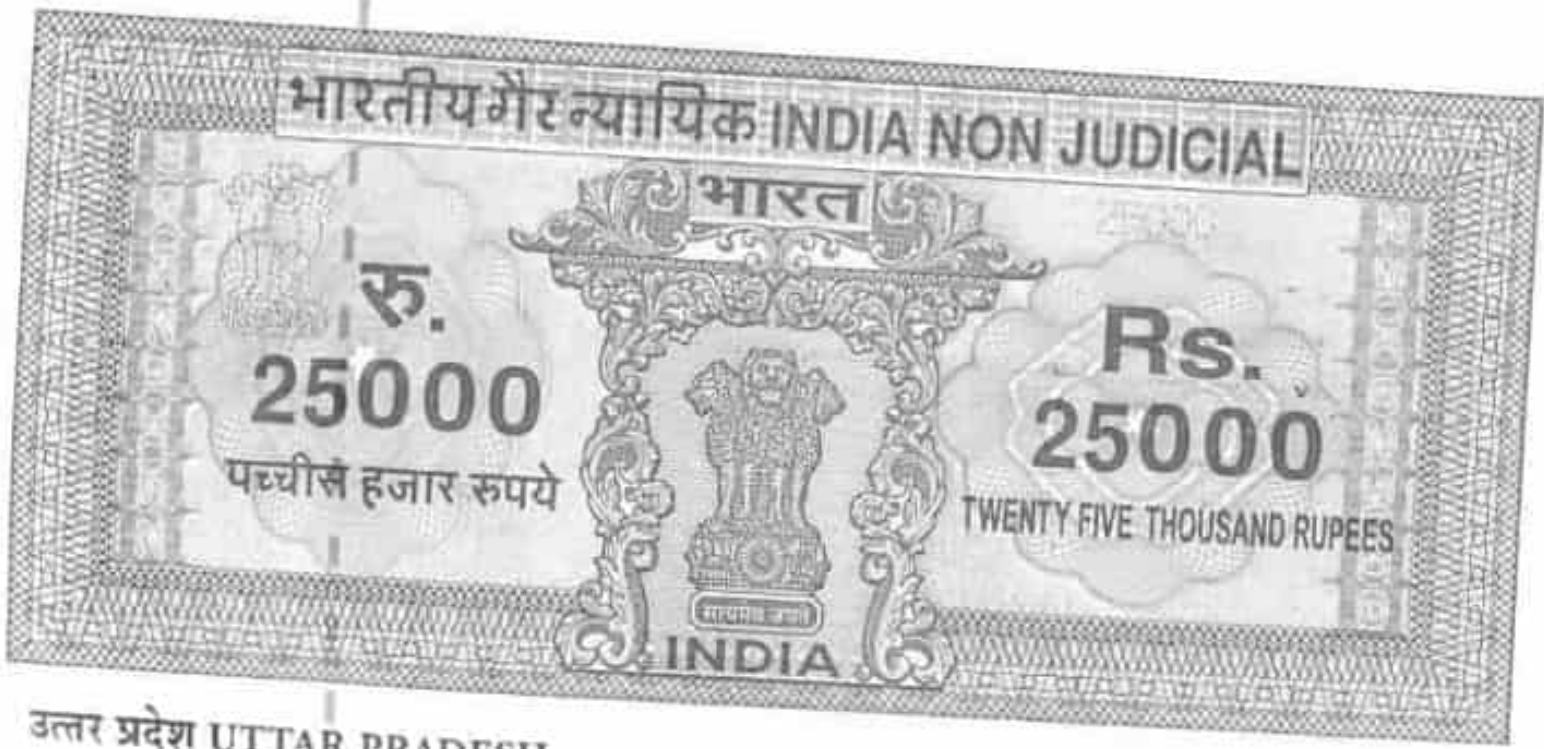 भारतीय गैर न्यायिक INDIA NON JUDICIAL
भारत
रु.
25000
पच्चीस हजार रुपये
Rs.
25000
TWENTY FIVE THOUSAND RUPEES
INDIA
उत्तर प्रदेश UTTAR PRADESH